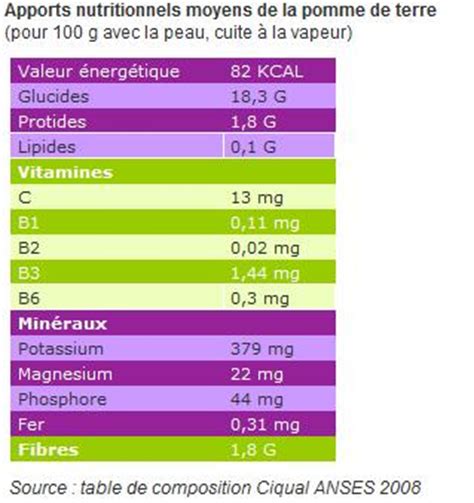 Apports nutritionnels moyens de la pomme de terre
(pour 100 g avec la peau, cuite à la vapeur)
Valeur énergétique 82 KCAL
Glucides 18,3 G
Protides 1,8 G
Lipides 0,1 G
Vitamines
C 13 mg
B1 0,11 mg
B2 0,02 mg
B3 1,44 mg
B6 0,3 mg
Minéraux
Potassium 379 mg
Magnesium 22 mg
Phosphore 44 mg
Fer 0,31 mg
Fibres 1,8 G
Source : table de composition Ciqual ANSES 2008